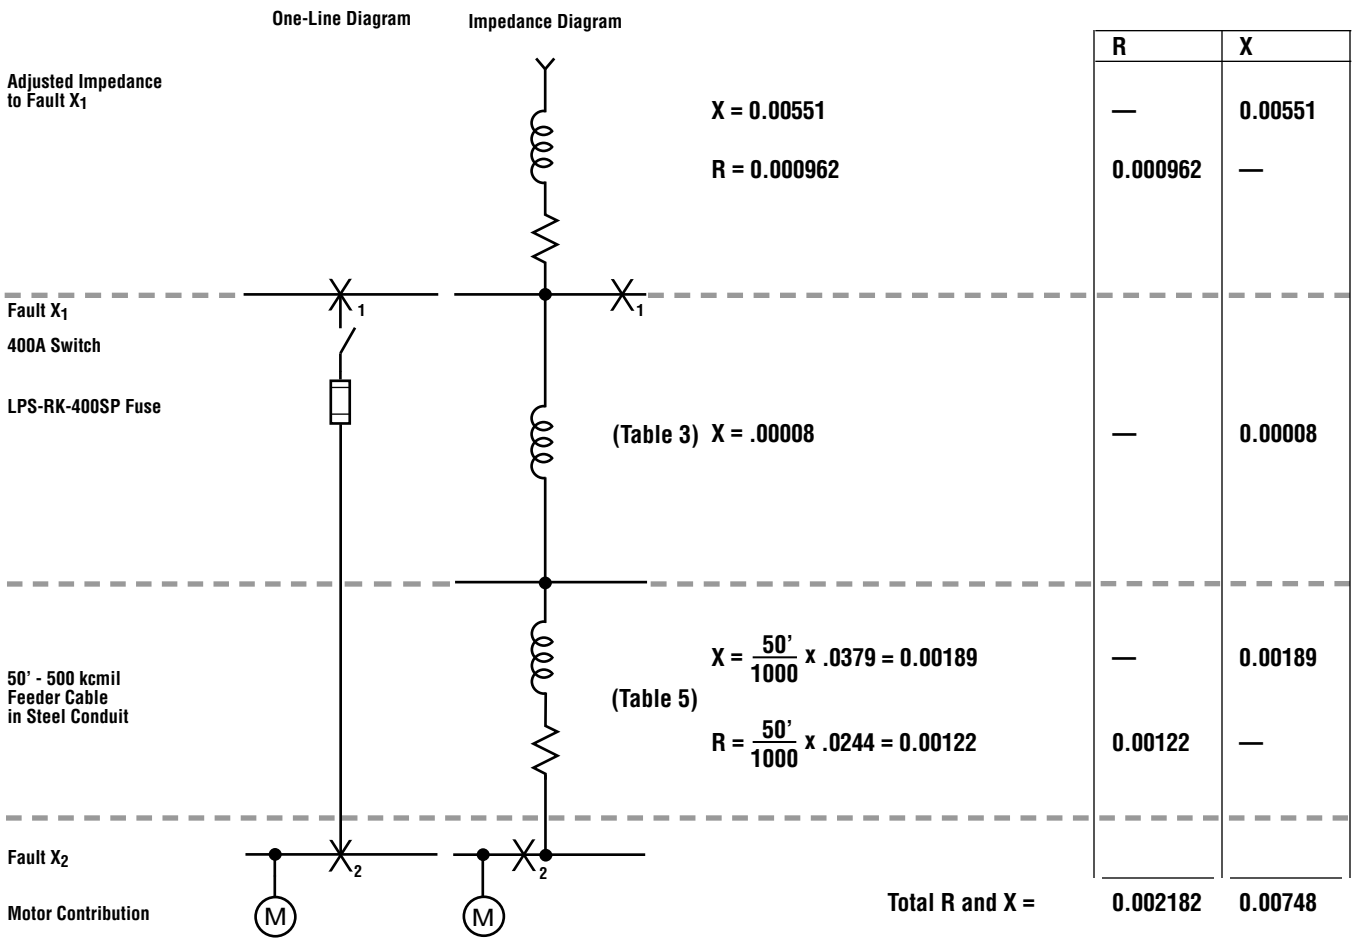 One-Line Diagram
Impedance Diagram
R
X
Adjusted Impedance
to Fault X1
X = 0.00551
—
0.00551
R = 0.000962
0.000962
—
Fault X1
1
1
400A Switch
LPS-RK-400SP Fuse
(Table 3) X = .00008
—
0.00008
50’ - 500 kcmil
Feeder Cable
in Steel Conduit
(Table 5)
X = 50’/1000 x .0379 = 0.00189
—
0.00189
R = 50’/1000 x .0244 = 0.00122
0.00122
—
Fault X2
2
2
Motor Contribution
M
M
Total R and X =
0.002182
0.00748